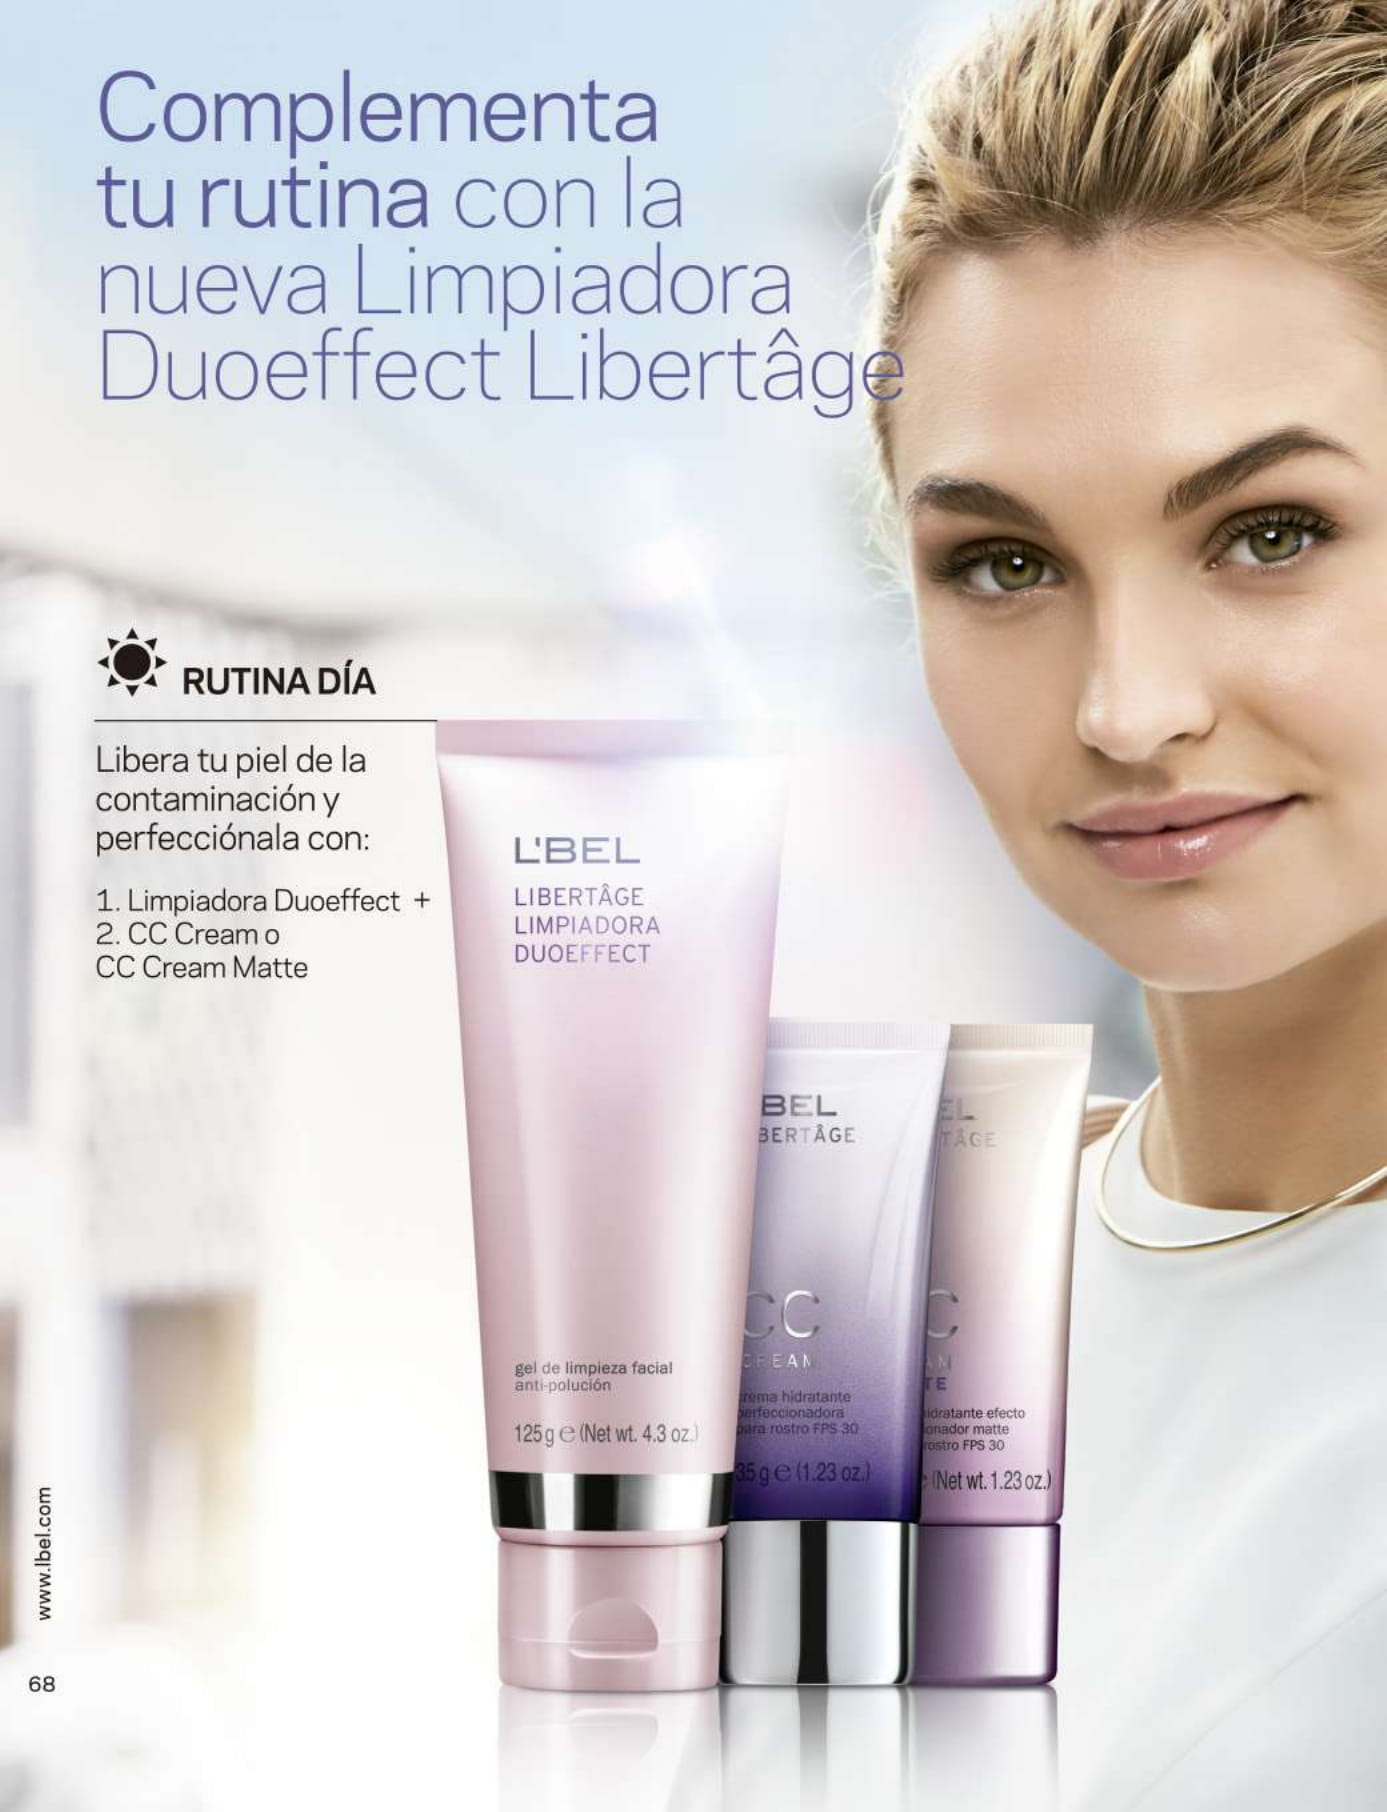 Complementa
tu rutina con la
nueva Limpiadora
Duoeffect Libertâge
RUTINA DÍA
Libera tu piel de la
contaminación y
perfecciónala con:
1. Limpiadora Duoeffect +
2. CC Cream o
CC Cream Matte
L'BEL
LIBERTÂGE
LIMPIADORA
DUOEFFECT
gel de limpieza facial
anti-polución
125 g e (Net wt. 4.3 oz.)
BEL
BERTÂGE
CC
CREAM
crema hidratante
perfeccionadora
para rostro FPS 30
35 g e (1.23 oz.)
EL
TÂGE
C
AM
TE
hidratante efecto
ionador matte
rostro FPS 30
e (Net wt. 1.23 oz.)
www.lbel.com
68